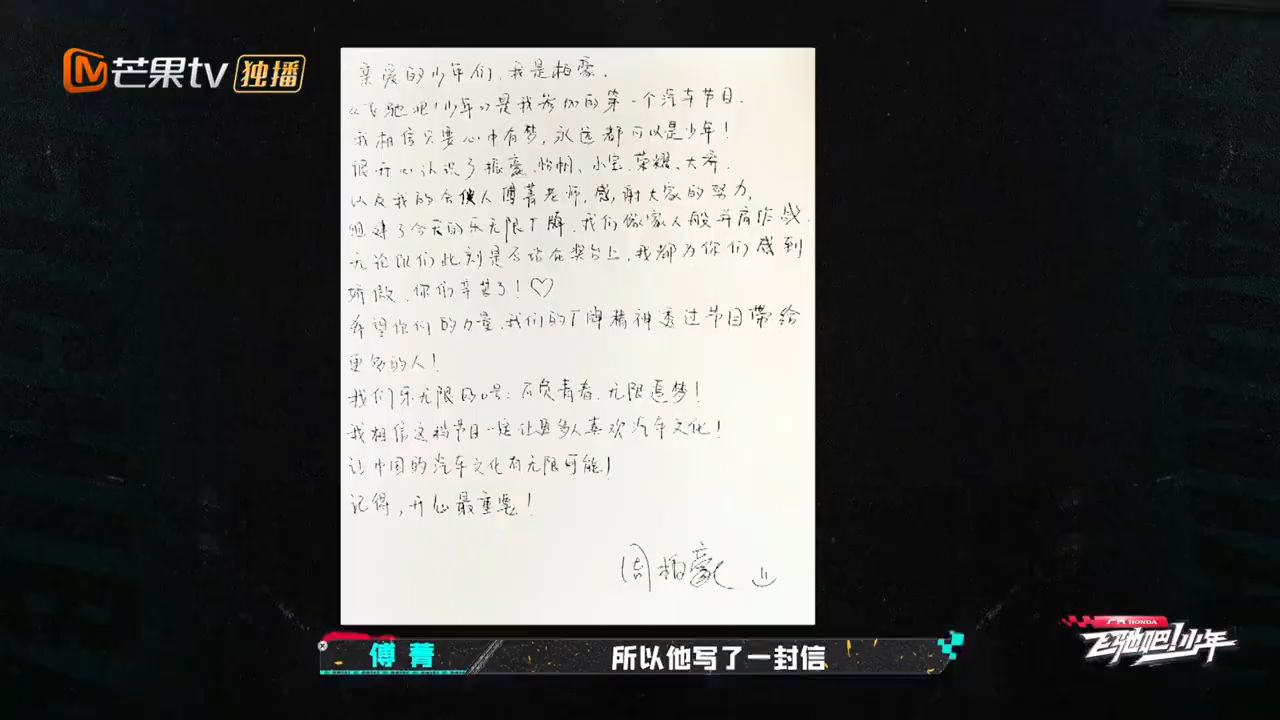 芒果TV 独播
亲爱的少年们，我是柏豪。
《飞驰吧！少年》是我参加的第一个汽车节目。
我相信只要心中有梦，永远都可以是少年！
很开心认识了振豪、怡帆、小宝、荣耀、大乔。
以及我的合伙人傅菁老师，感谢大家的努力，
组建了今天的乐无限T牌，我们像家人般并肩作战。
无论你们此刻是否站在奖台上，我都为你们感到
骄傲、你们辛苦了！♡
希望你们的力量，我们的T牌精神透过节目带给
更多的人！
我们乐无限的口号：不负青春，无限追梦！
我相信这档节目一定让更多人喜欢汽车文化！
让中国的汽车文化有无限可能！
记得，开心最重要！
周柏豪
傅菁 所以他写了一封信
广汽 HONDA
飞驰吧！少年